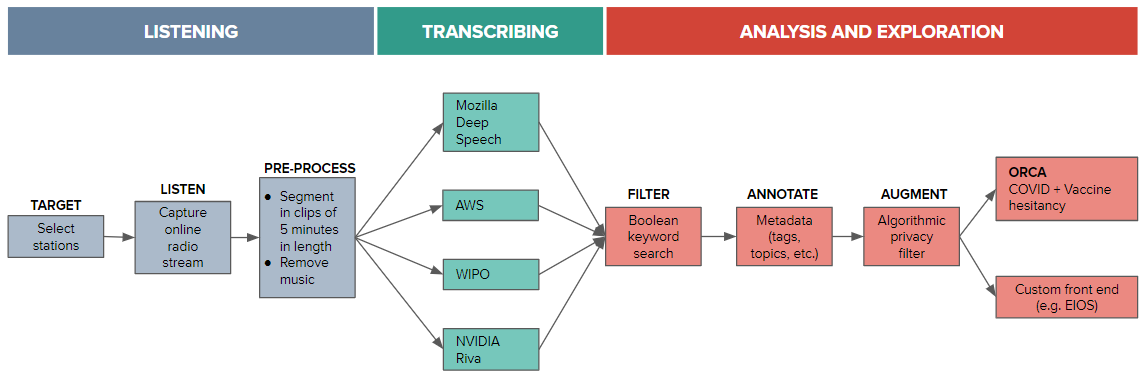 LISTENING
TRANSCRIBING
ANALYSIS AND EXPLORATION
TARGET
Select
stations
LISTEN
Capture
online
radio
stream
PRE-PROCESS
● Segment
in clips of
5 minutes
in length
● Remove
music
Mozilla
Deep
Speech
AWS
WIPO
NVIDIA
Riva
FILTER
Boolean
keyword
search
ANNOTATE
Metadata
(tags,
topics, etc.)
AUGMENT
Algorithmic
privacy
filter
ORCA
COVID + Vaccine
hesitancy
Custom front end
(e.g. EIOS)